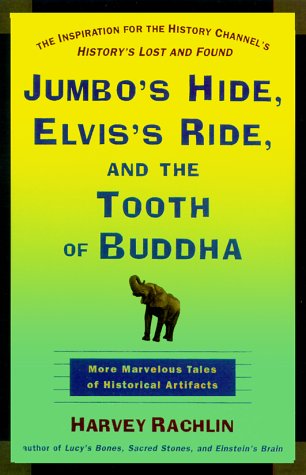 THE INSPIRATION FOR THE HISTORY CHANNEL'S
HISTORY'S LOST AND FOUND
JUMBO'S HIDE,
ELVIS'S RIDE,
AND THE
TOOTH
OF BUDDHA
More Marvelous Tales
of Historical Artifacts
HARVEY RACHLIN
author of Lucy's Bones, Sacred Stones, and Einstein's Brain